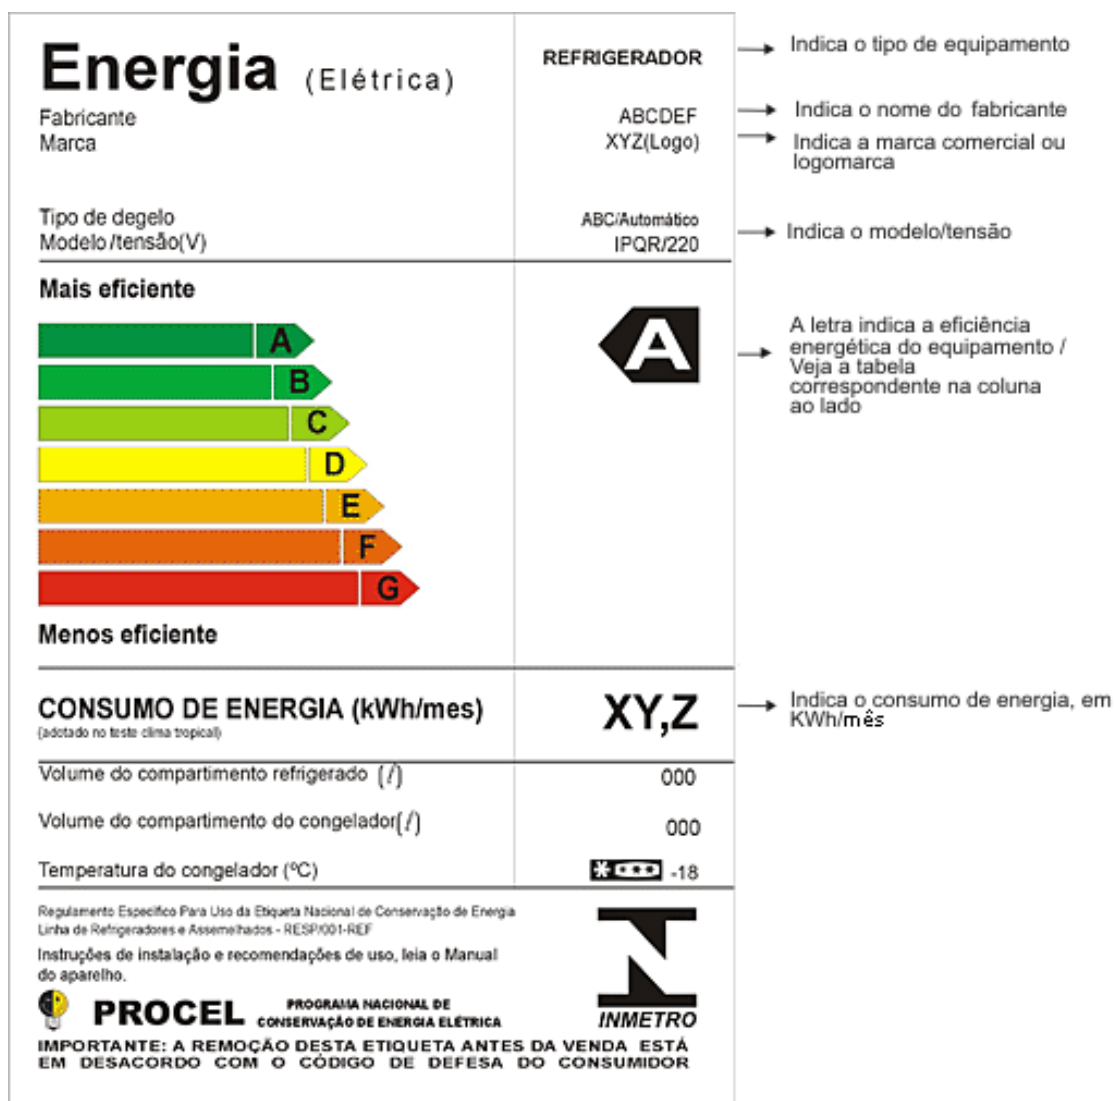 Energia (Elétrica)
REFRIGERADOR
Indica o tipo de equipamento
Fabricante
ABCDEF
Indica o nome do fabricante
Marca
XYZ(Logo)
Indica a marca comercial ou
logomarca
Tipo de degelo
ABC/Automático
Modelo/tensão(V)
IPQR/220
Indica o modelo/tensão
Mais eficiente
A
B
C
D
E
F
G
Menos eficiente
A
A letra indica a eficiência
energética do equipamento /
Veja a tabela
correspondente na coluna
ao lado
CONSUMO DE ENERGIA (kWh/mes)
(adotado no teste clima tropical)
XY,Z
Indica o consumo de energia, em
KWh/mês
Volume do compartimento refrigerado (l)
000
Volume do compartimento do congelador(l)
000
Temperatura do congelador (ºC)
-18
Regulamento Específico Para Uso da Etiqueta Nacional de Conservação de Energia
Linha de Refrigeradores e Assemelhados - RESP/001-REF
Instruções de instalação e recomendações de uso, leia o Manual
do aparelho.
PROCEL
PROGRAMA NACIONAL DE
CONSERVAÇÃO DE ENERGIA ELÉTRICA
INMETRO
IMPORTANTE: A REMOÇÃO DESTA ETIQUETA ANTES DA VENDA ESTÁ
EM DESACORDO COM O CÓDIGO DE DEFESA DO CONSUMIDOR